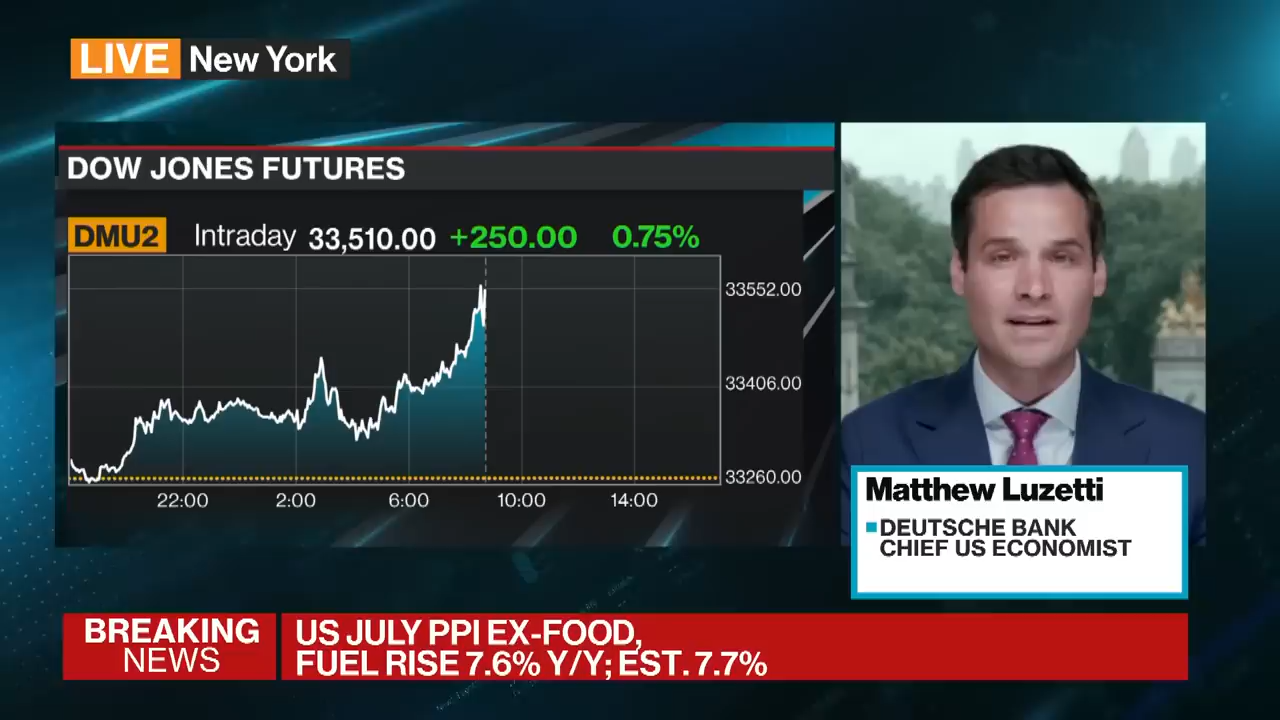 LIVE New York
DOW JONES FUTURES
DMU2 Intraday 33,510.00 +250.00 0.75%
33552.00
33406.00
33260.00
22:00 2:00 6:00 10:00 14:00
Matthew Luzetti
DEUTSCHE BANK
CHIEF US ECONOMIST
BREAKING
NEWS
US JULY PPI EX-FOOD,
FUEL RISE 7.6% Y/Y; EST. 7.7%